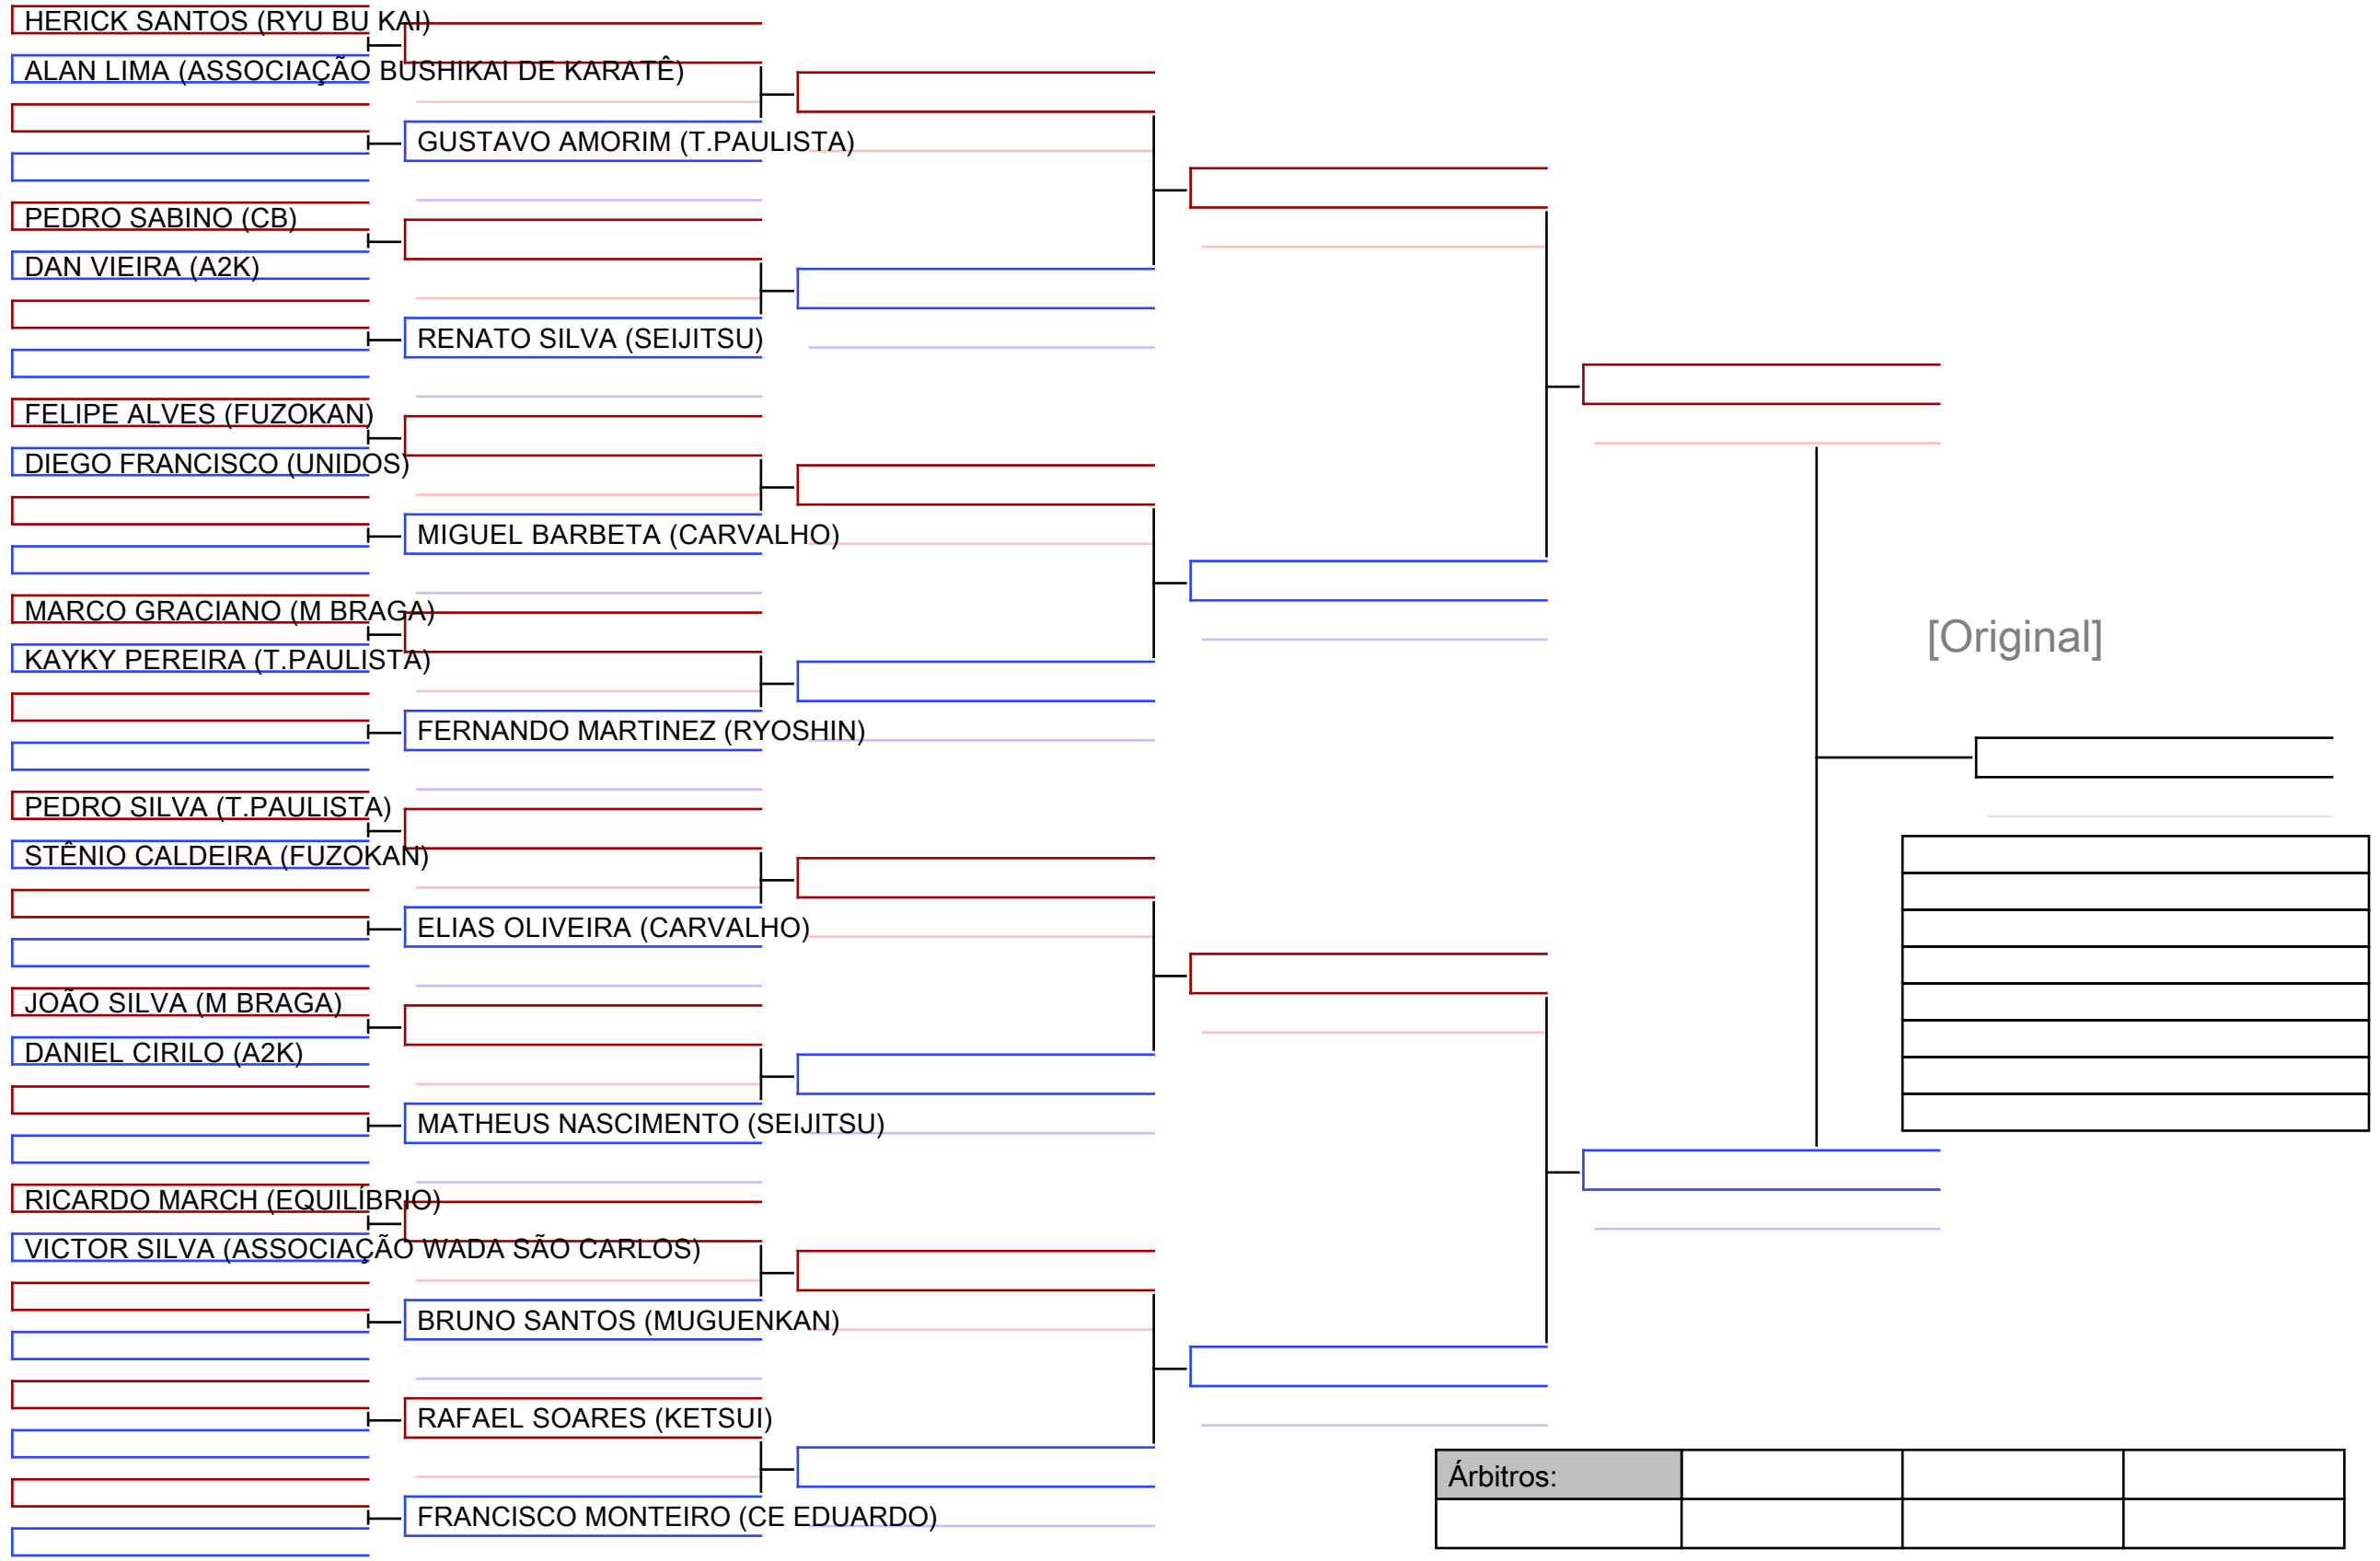 HERICK SANTOS (RYU BU KAI)
ALAN LIMA (ASSOCIAÇÃO BUSHIKAI DE KARATÊ)
GUSTAVO AMORIM (T.PAULISTA)
PEDRO SABINO (CB)
DAN VIEIRA (A2K)
RENATO SILVA (SEIJITSU)
FELIPE ALVES (FUZOKAN)
DIEGO FRANCISCO (UNIDOS)
MIGUEL BARBETA (CARVALHO)
MARCO GRACIANO (M BRAGA)
[Original]
KAYKY PEREIRA (T.PAULISTA)
FERNANDO MARTINEZ (RYOSHIN)
PEDRO SILVA (T.PAULISTA)
STÊNIO CALDEIRA (FUZOKAN)
ELIAS OLIVEIRA (CARVALHO)
JOÃO SILVA (M BRAGA)
DANIEL CIRILO (A2K)
MATHEUS NASCIMENTO (SEIJITSU)
RICARDO MARCH (EQUILÍBRIO)
VICTOR SILVA (ASSOCIAÇÃO WADA SÃO CARLOS)
BRUNO SANTOS (MUGUENKAN)
RAFAEL SOARES (KETSUI)
Árbitros:
FRANCISCO MONTEIRO (CE EDUARDO)